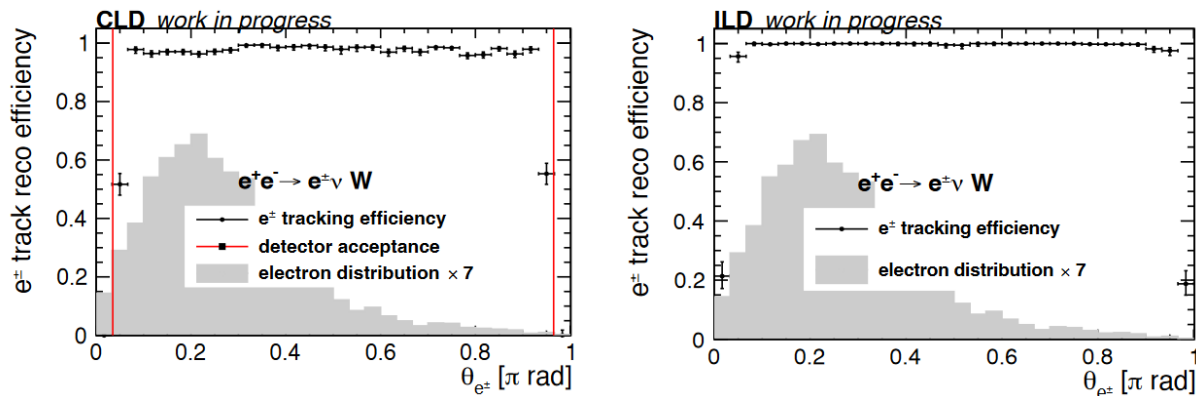 CLD work in progress
e± track reco efficiency
1
0.8
0.6
0.4
0.2
0
e⁺e⁻→ e±ν W
e± tracking efficiency
detector acceptance
electron distribution × 7
0 0.2 0.4 0.6 0.8 1
θe± [π rad]
ILD work in progress
e± track reco efficiency
1
0.8
0.6
0.4
0.2
0
e⁺e⁻→ e±ν W
e± tracking efficiency
electron distribution × 7
0 0.2 0.4 0.6 0.8 1
θe± [π rad]